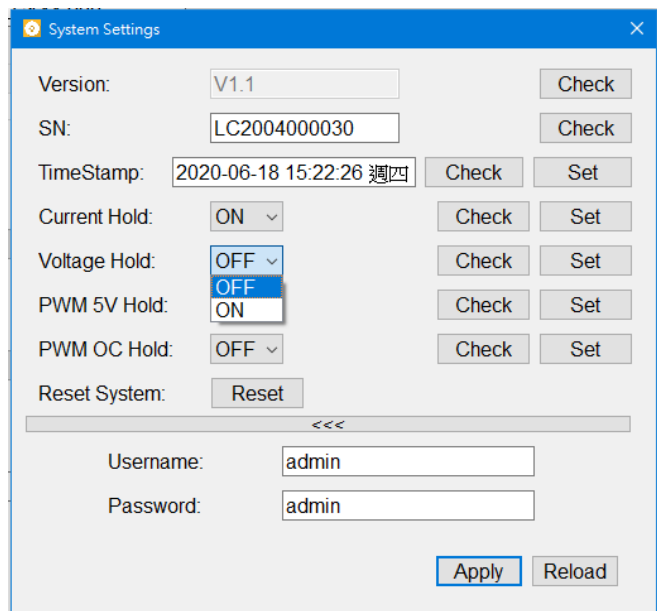 System Settings
Version: V1.1 Check
SN: LC2004000030 Check
TimeStamp: 2020-06-18 15:22:26 週四 Check Set
Current Hold: ON Check Set
Voltage Hold: OFF Check Set
OFF
PWM 5V Hold: ON Check Set
PWM OC Hold: OFF Check Set
Reset System: Reset
<<<
Username: admin
Password: admin
Apply Reload